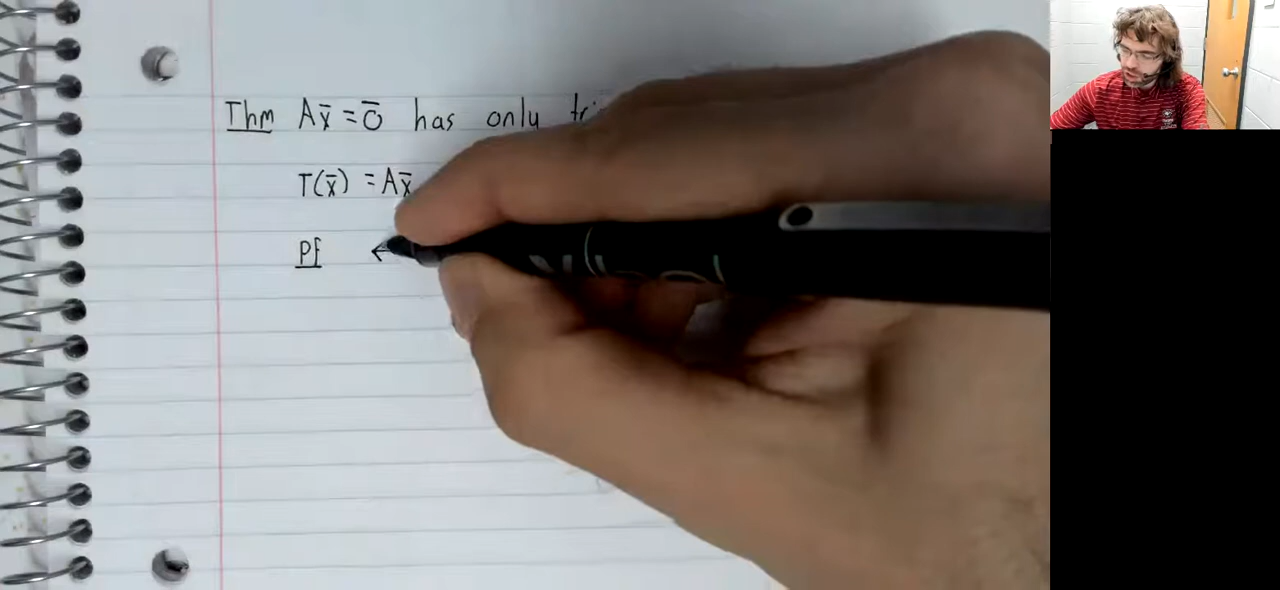 Thm Ax̄ = 0̄ has only
T(x̄) = Ax̄
Pf ←